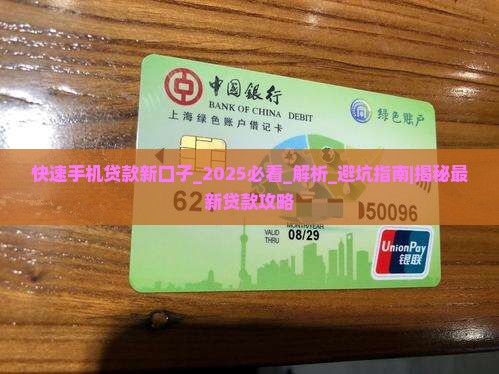 中國銀行
BANK OF CHINA DEBIT
上海绿色账户借记卡
绿色账户
快速手机贷款新口子_2025必看_解析_避坑指南|揭秘最
新贷款攻略
62
50096
MONTH/YEAR
VALID
THRU
08/29
UnionPay
银联